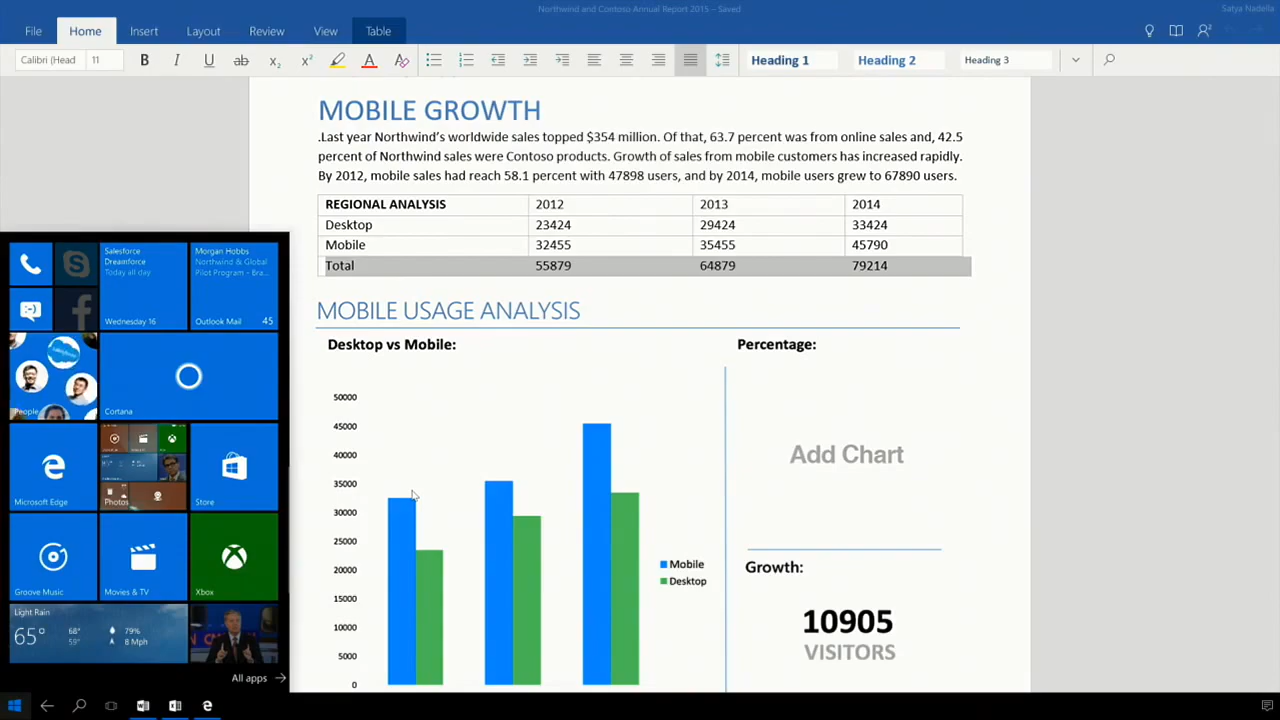 Northwind and Contoso Annual Report 2015 – Saved
Satya Nadella
File Home Insert Layout Review View Table
Calibri (Head 11 B I U ab x₂ x² A Heading 1 Heading 2 Heading 3
MOBILE GROWTH
.Last year Northwind's worldwide sales topped $354 million. Of that, 63.7 percent was from online sales and, 42.5
percent of Northwind sales were Contoso products. Growth of sales from mobile customers has increased rapidly.
By 2012, mobile sales had reach 58.1 percent with 47898 users, and by 2014, mobile users grew to 67890 users.
REGIONAL ANALYSIS 2012 2013 2014
Desktop 23424 29424 33424
Mobile 32455 35455 45790
Total 55879 64879 79214
MOBILE USAGE ANALYSIS
Desktop vs Mobile:
50000
45000
40000
35000
30000
25000
20000
15000
10000
5000
0
Mobile
Desktop
Percentage:
Add Chart
Growth:
10905
VISITORS
Salesforce
Dreamforce
Today all day
Wednesday 16
Morgan Hobbs
Northwind & Global
Pilot Program - Bra...
Outlook Mail 45
People
Cortana
Microsoft Edge
Photos
Store
Groove Music
Movies & TV
Xbox
Light Rain
65° 68° 79%
59° 8 Mph
All apps